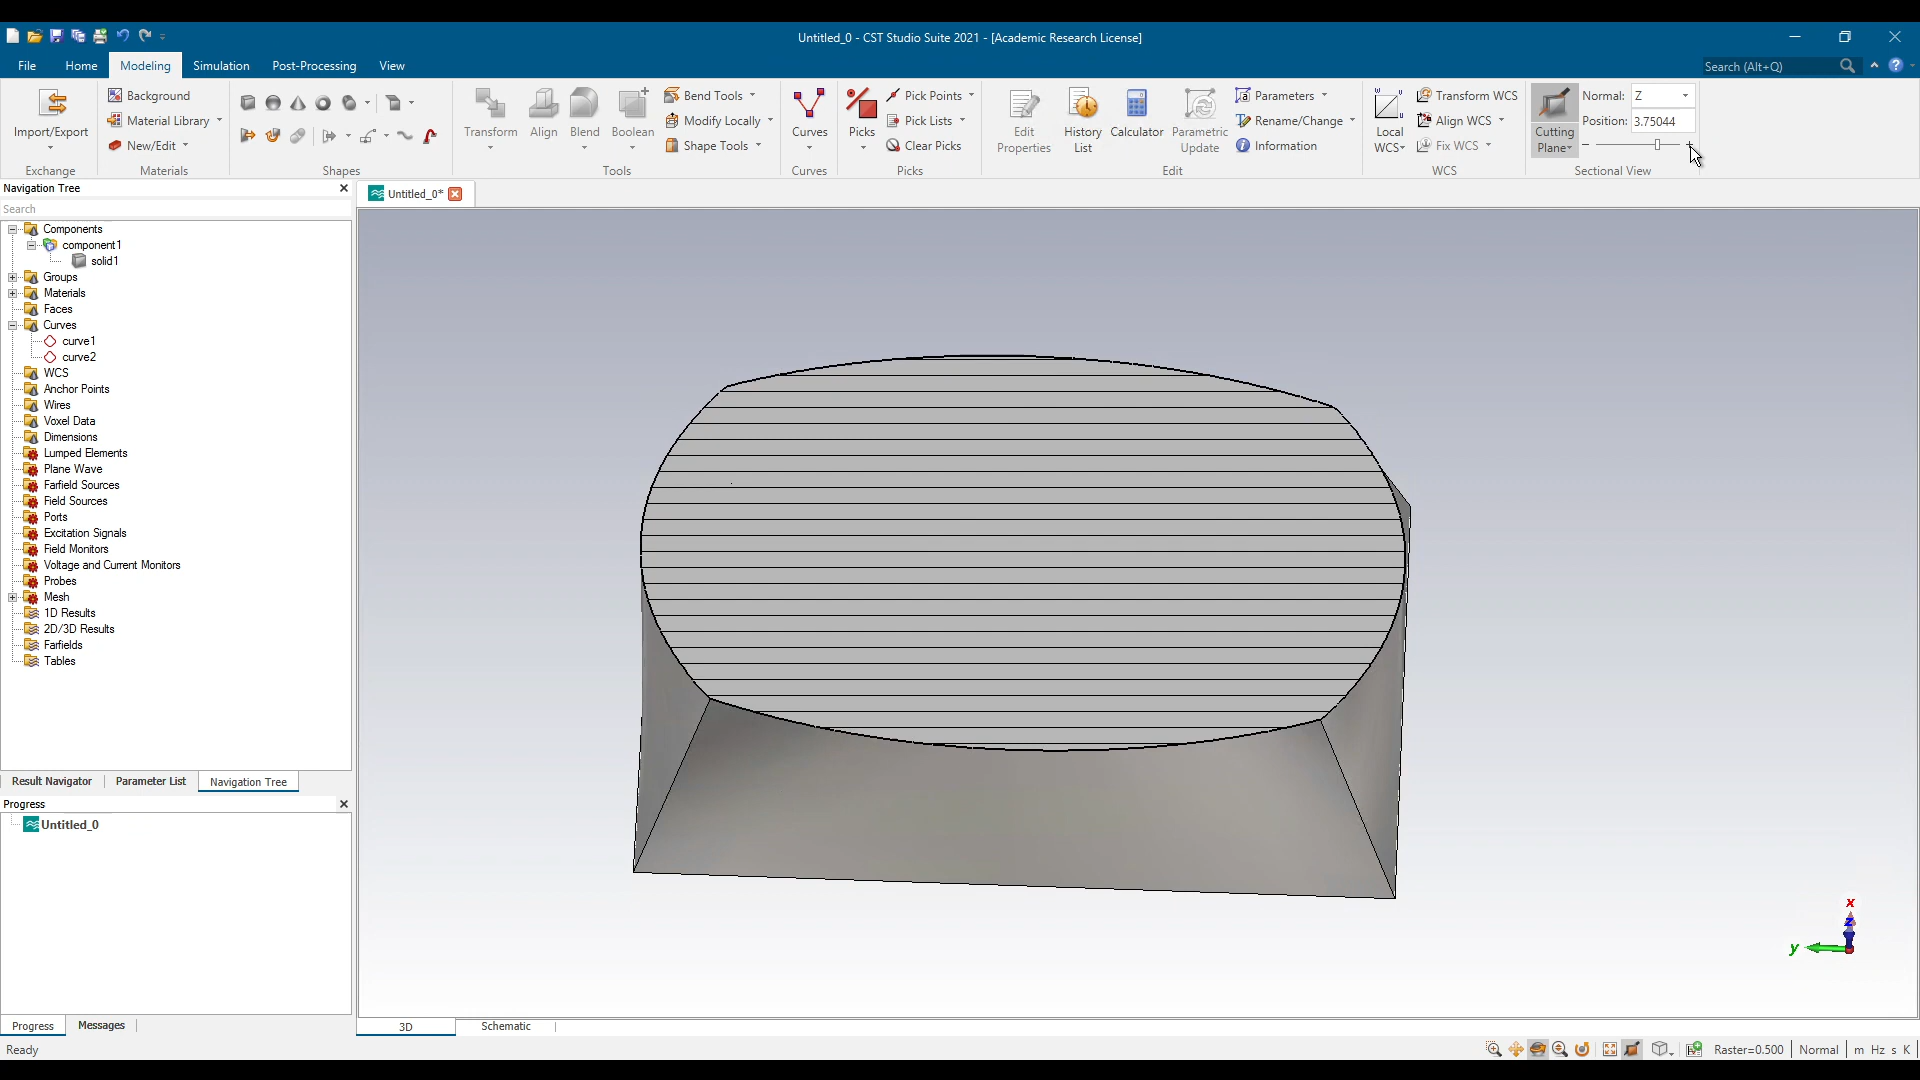 Untitled_0 - CST Studio Suite 2021 - [Academic Research License]
File Home Modeling Simulation Post-Processing View
Search (Alt+Q)
Import/Export
Exchange
Background
Material Library
New/Edit
Materials
Shapes
Transform
Align
Blend
Boolean
Bend Tools
Modify Locally
Shape Tools
Tools
Curves
Curves
Picks
Pick Points
Pick Lists
Clear Picks
Picks
Edit
Properties
History
List
Calculator
Parametric
Update
Parameters
Rename/Change
Information
Edit
Local
WCS
Transform WCS
Align WCS
Fix WCS
WCS
Cutting
Plane
Normal: Z
Position: 3.75044
Sectional View
Navigation Tree
Search
Components
component1
solid1
Groups
Materials
Faces
Curves
curve1
curve2
WCS
Anchor Points
Wires
Voxel Data
Dimensions
Lumped Elements
Plane Wave
Farfield Sources
Field Sources
Ports
Excitation Signals
Field Monitors
Voltage and Current Monitors
Probes
Mesh
1D Results
2D/3D Results
Farfields
Tables
Result Navigator Parameter List Navigation Tree
Progress
Untitled_0
Progress Messages
Untitled_0*
x
z
y
3D Schematic
Ready
Raster=0.500 Normal m Hz s K